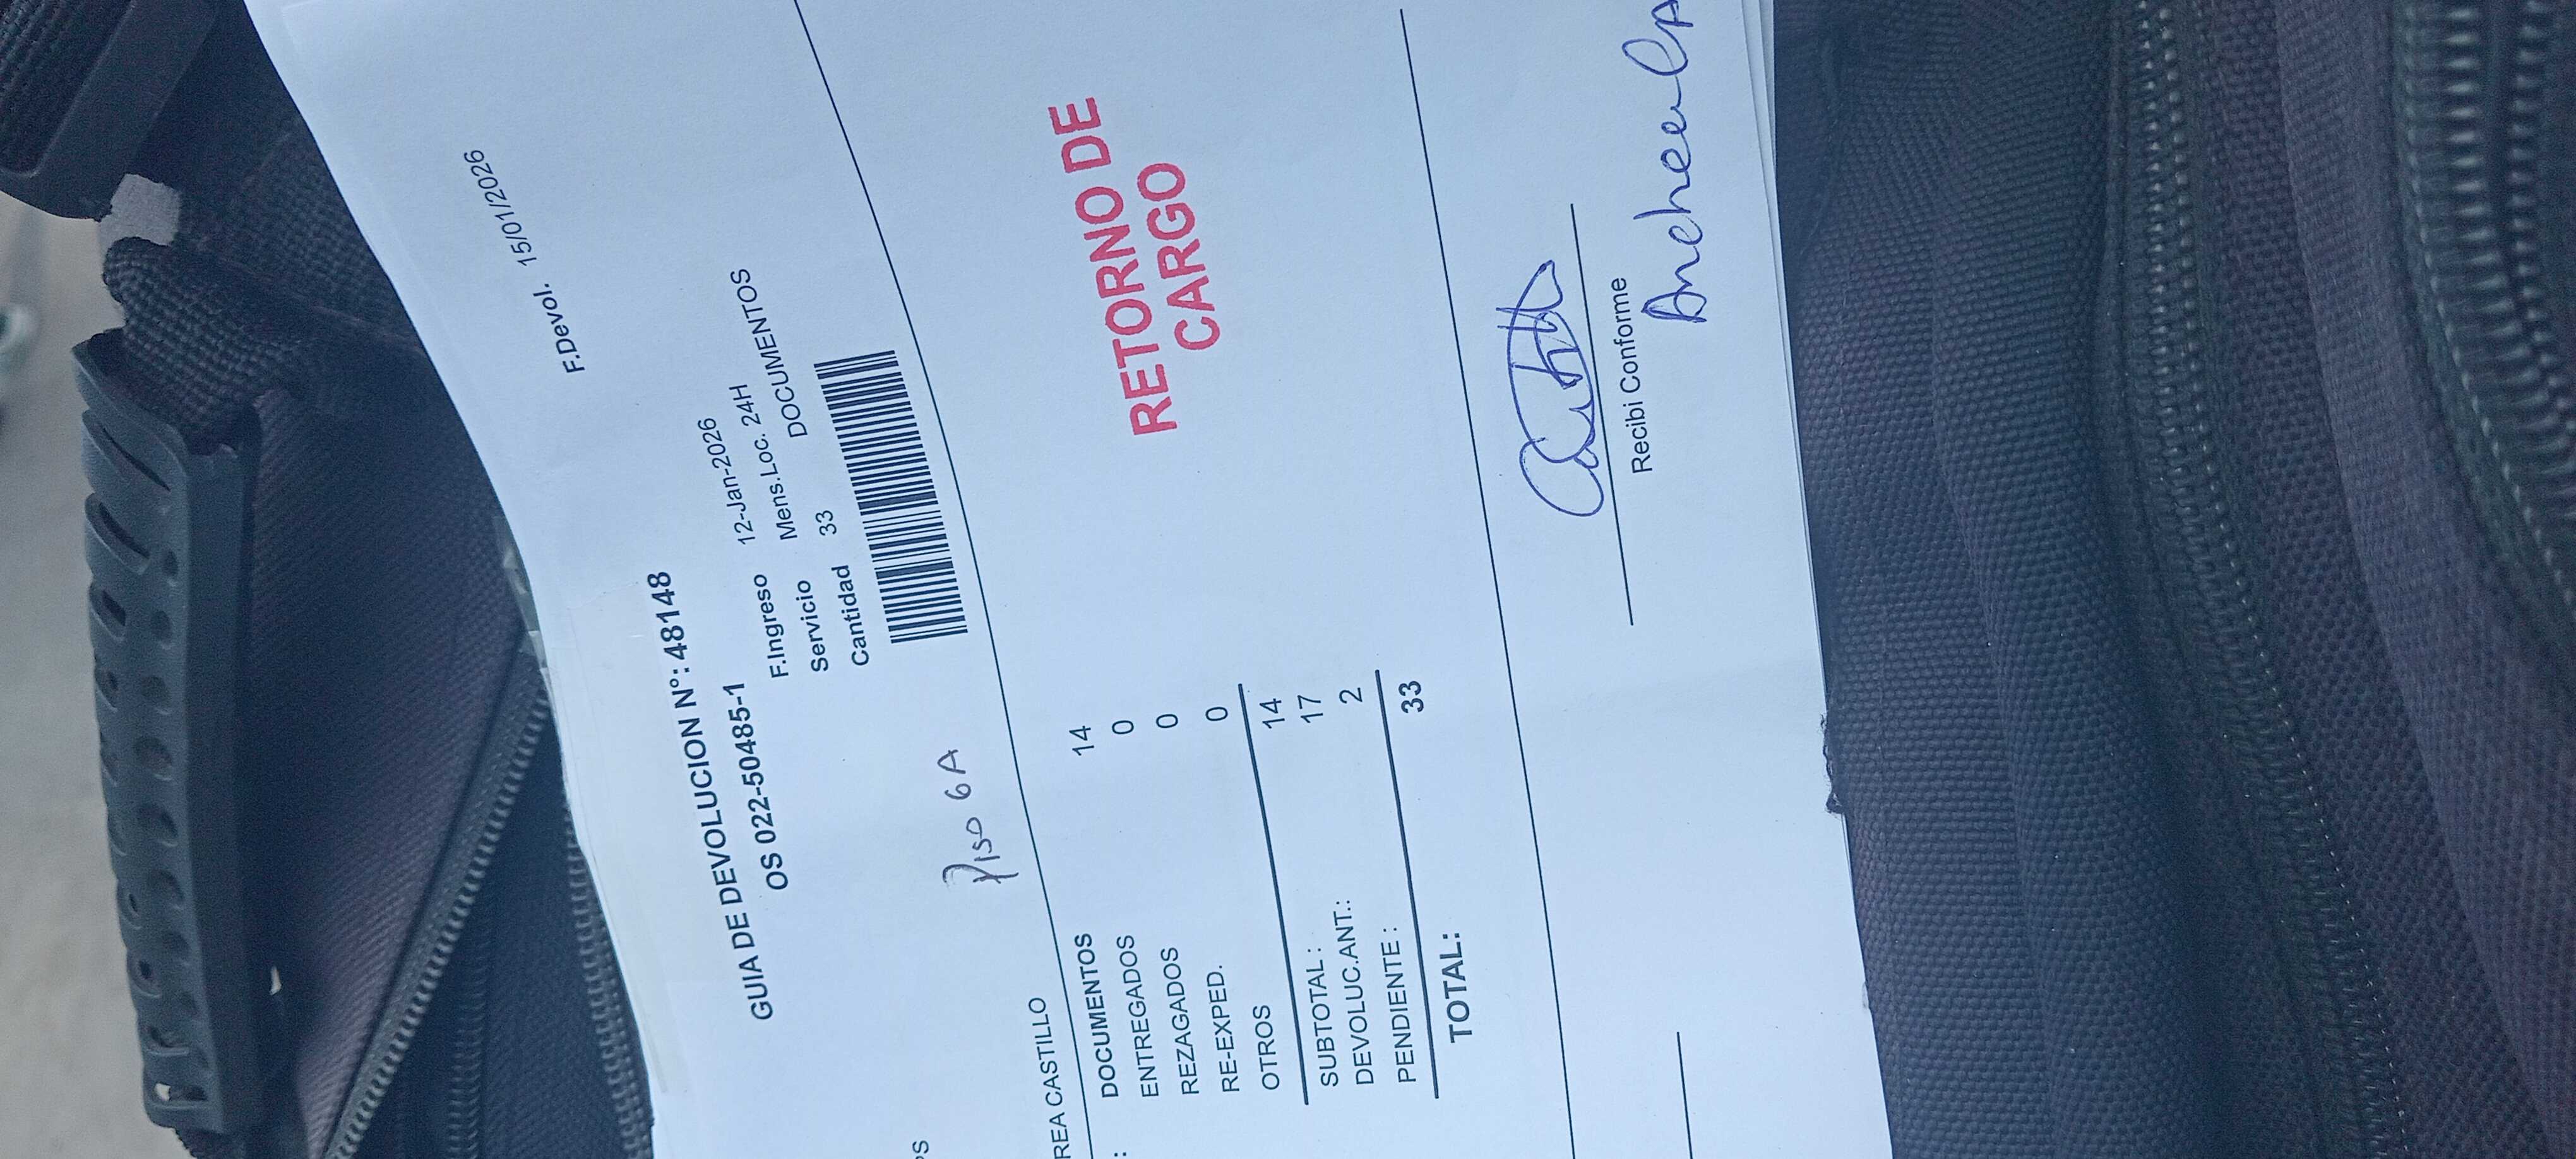 F.Devol. 15/01/2026
GUIA DE DEVOLUCION N°: 48148
OS 022-50485-1
F.Ingreso 12-Jan-2026
Servicio Mens.Loc. 24H
DOCUMENTOS
Cantidad 33
Piso 6A
CASTILLO
DOCUMENTOS
ENTREGADOS 14
REZAGADOS 0
RE-EXPED. 0
OTROS 0
SUBTOTAL : 14
DEVOLUC.ANT.: 17
PENDIENTE : 2
TOTAL: 33
RETORNO DE
CARGO
Recibi Conforme